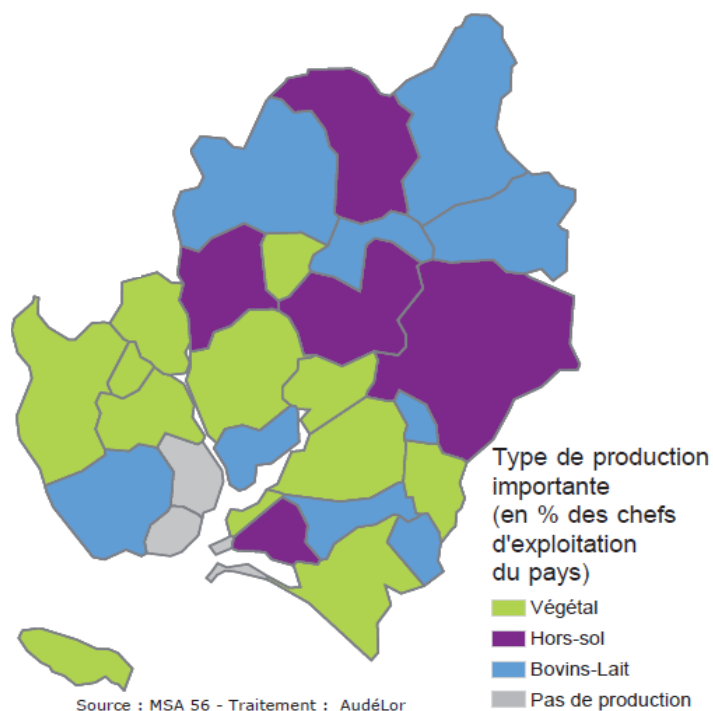 Type de production
importante
(en % des chefs
d'exploitation
du pays)
Végétal
Hors-sol
Bovins-Lait
Pas de production
Source : MSA 56 - Traitement : AudéLor